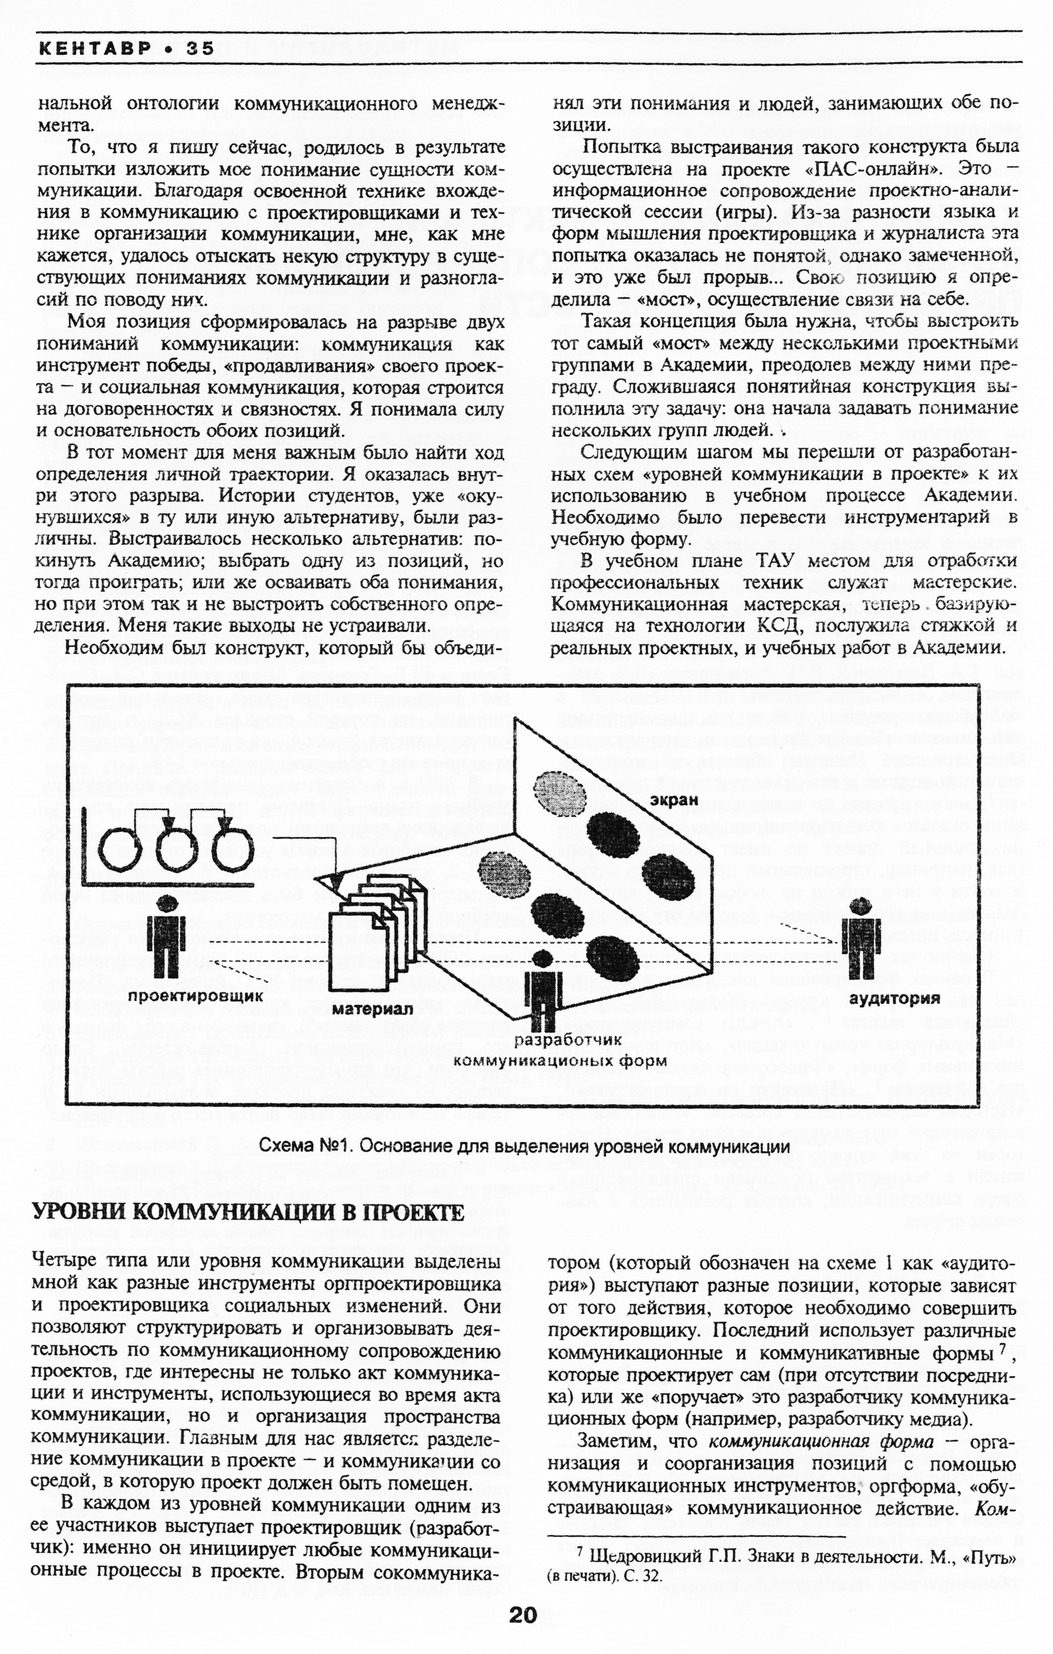 КЕНТАВР • 35
нальной онтологии коммуникационного менедж-
мента.
То, что я пишу сейчас, родилось в результате
попытки изложить мое понимание сущности ком-
муникации. Благодаря освоенной технике вхожде-
ния в коммуникацию с проектировщиками и тех-
нике организации коммуникации, мне, как мне
кажется, удалось отыскать некую структуру в суще-
ствующих пониманиях коммуникации и разногла-
сий по поводу них.
Моя позиция сформировалась на разрыве двух
пониманий коммуникации: коммуникация как
инструмент победы, «продавливания» своего проек-
та — и социальная коммуникация, которая строится
на договоренностях и связностях. Я понимала силу
и основательность обоих позиций.
В тот момент для меня важным было найти ход
определения личной траектории. Я оказалась внут-
ри этого разрыва. Истории студентов, уже «оку-
нувшихся» в ту или иную альтернативу, были раз-
личны. Выстраивалось несколько альтернатив: по-
кинуть Академию; выбрать одну из позиций, но
тогда проиграть; или же осваивать оба понимания,
но при этом так и не выстроить собственного опре-
деления. Меня такие выходы не устраивали.
Необходим был конструкт, который бы объеди-
нял эти понимания и людей, занимающих обе по-
зиции.
Попытка выстраивания такого конструкта была
осуществлена на проекте «ПАС-онлайн». Это —
информационное сопровождение проектно-анали-
тической сессии (игры). Из-за разности языка и
форм мышления проектировщика и журналиста эта
попытка оказалась не понятой, однако замеченной,
и это уже был прорыв... Свою позицию я опре-
делила — «мост», осуществление связи на себе.
Такая концепция была нужна, чтобы выстроить
тот самый «мост» между несколькими проектными
группами в Академии, преодолев между ними пре-
граду. Сложившаяся понятийная конструкция вы-
полнила эту задачу: она начала задавать понимание
нескольких групп людей.
Следующим шагом мы перешли от разработан-
ных схем «уровней коммуникации в проекте» к их
использованию в учебном процессе Академии.
Необходимо было перевести инструментарий в
учебную форму.
В учебном плане ТАУ местом для отработки
профессиональных техник служат мастерские.
Коммуникационная мастерская, теперь базирую-
щаяся на технологии КСД, послужила стяжкой и
реальных проектных, и учебных работ в Академии.
экран
проектировщик
материал
аудитория
разработчик
коммуникационых форм
Схема №1. Основание для выделения уровней коммуникации
УРОВНИ КОММУНИКАЦИИ В ПРОЕКТЕ
Четыре типа или уровня коммуникации выделены
мной как разные инструменты оргпроектировщика
и проектировщика социальных изменений. Они
позволяют структурировать и организовывать дея-
тельность по коммуникационному сопровождению
проектов, где интересны не только акт коммуника-
ции и инструменты, использующиеся во время акта
коммуникации, но и организация пространства
коммуникации. Главным для нас является разделе-
ние коммуникации в проекте — и коммуникации со
средой, в которую проект должен быть помещен.
В каждом из уровней коммуникации одним из
ее участников выступает проектировщик (разработ-
чик): именно он инициирует любые коммуникаци-
онные процессы в проекте. Вторым сокоммуника-
тором (который обозначен на схеме 1 как «аудито-
рия») выступают разные позиции, которые зависят
от того действия, которое необходимо совершить
проектировщику. Последний использует различные
коммуникационные и коммуникативные формы 7 ,
которые проектирует сам (при отсутствии посредни-
ка) или же «поручает» это разработчику коммуника-
ционных форм (например, разработчику медиа).
Заметим, что коммуникационная форма — орга-
низация и соорганизация позиций с помощью
коммуникационных инструментов, оргформа, «обу-
страивающая» коммуникационное действие. Ком-
7 Щедровицкий Г.П. Знаки в деятельности. М., «Путь»
(в печати). С. 32.
20